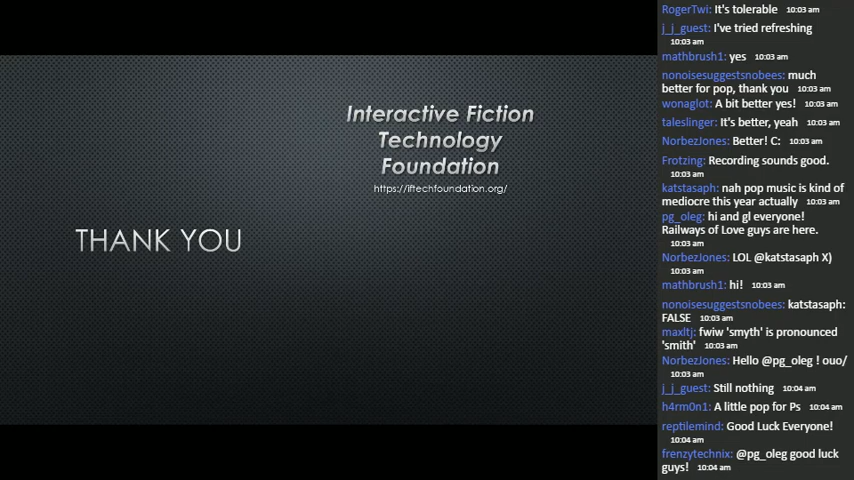 Interactive Fiction
Technology
Foundation
https://iftechfoundation.org/
THANK YOU
RogerTwi: It's tolerable 10:03 am
j_j_guest: I've tried refreshing
10:03 am
mathbrush1: yes 10:03 am
nonoisesuggestsnobees: much
better for pop, thank you 10:03 am
wonaglot: A bit better yes! 10:03 am
taleslinger: It's better, yeah 10:03 am
NorbezJones: Better! C: 10:03 am
Frotzing: Recording sounds good.
10:03 am
katstasaph: nah pop music is kind of
mediocre this year actually 10:03 am
pg_oleg: hi and gl everyone!
Railways of Love guys are here.
10:03 am
NorbezJones: LOL @katstasaph X)
10:03 am
mathbrush1: hi! 10:03 am
nonoisesuggestsnobees: katstasaph:
FALSE 10:03 am
maxltj: fwiw 'smyth' is pronounced
'smith' 10:03 am
NorbezJones: Hello @pg_oleg ! ouo/
10:03 am
j_j_guest: Still nothing 10:04 am
h4rm0n1: A little pop for Ps 10:04 am
reptilemind: Good Luck Everyone!
10:04 am
frenzytechnix: @pg_oleg good luck
guys! 10:04 am